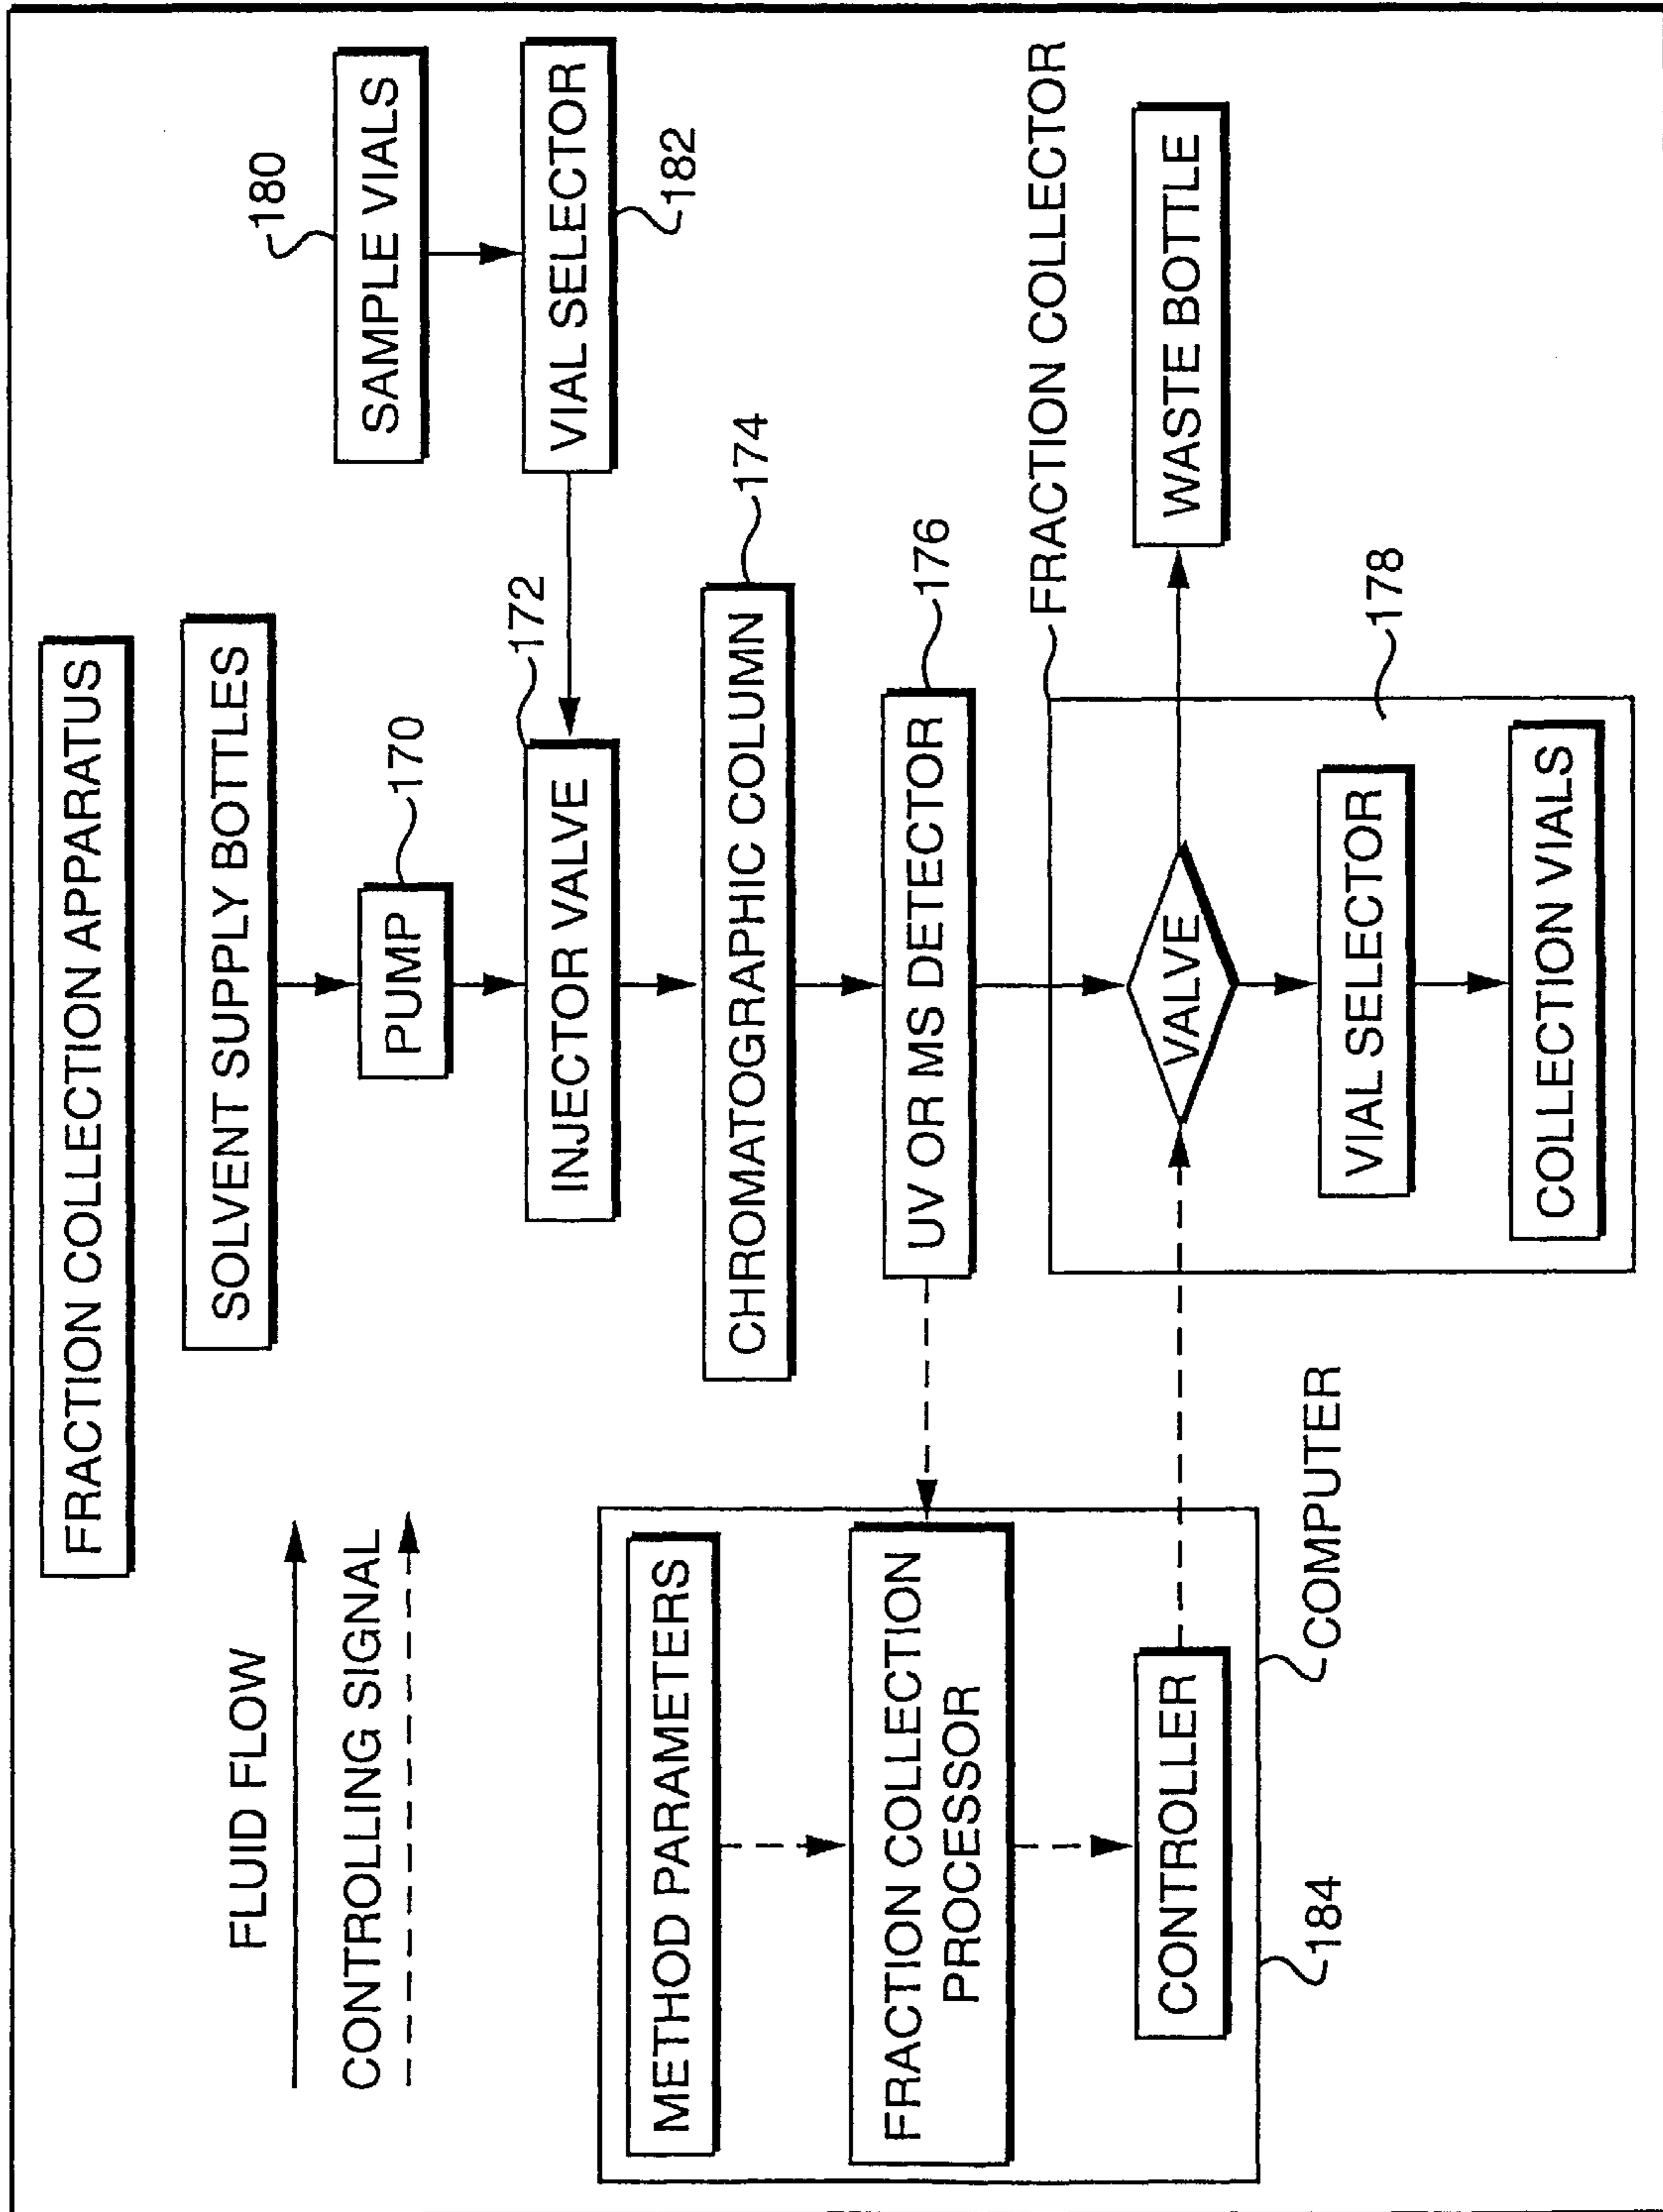 FRACTION COLLECTION APPARATUS
FLUID FLOW
CONTROLLING SIGNAL
SOLVENT SUPPLY BOTTLES
180
SAMPLE VIALS
PUMP
170
172
INJECTOR VALVE
VIAL SELECTOR
182
METHOD PARAMETERS
CHROMATOGRAPHIC COLUMN
174
FRACTION COLLECTION
PROCESSOR
UV OR MS DETECTOR
176
FRACTION COLLECTOR
CONTROLLER
VALVE
WASTE BOTTLE
184
COMPUTER
VIAL SELECTOR
178
COLLECTION VIALS